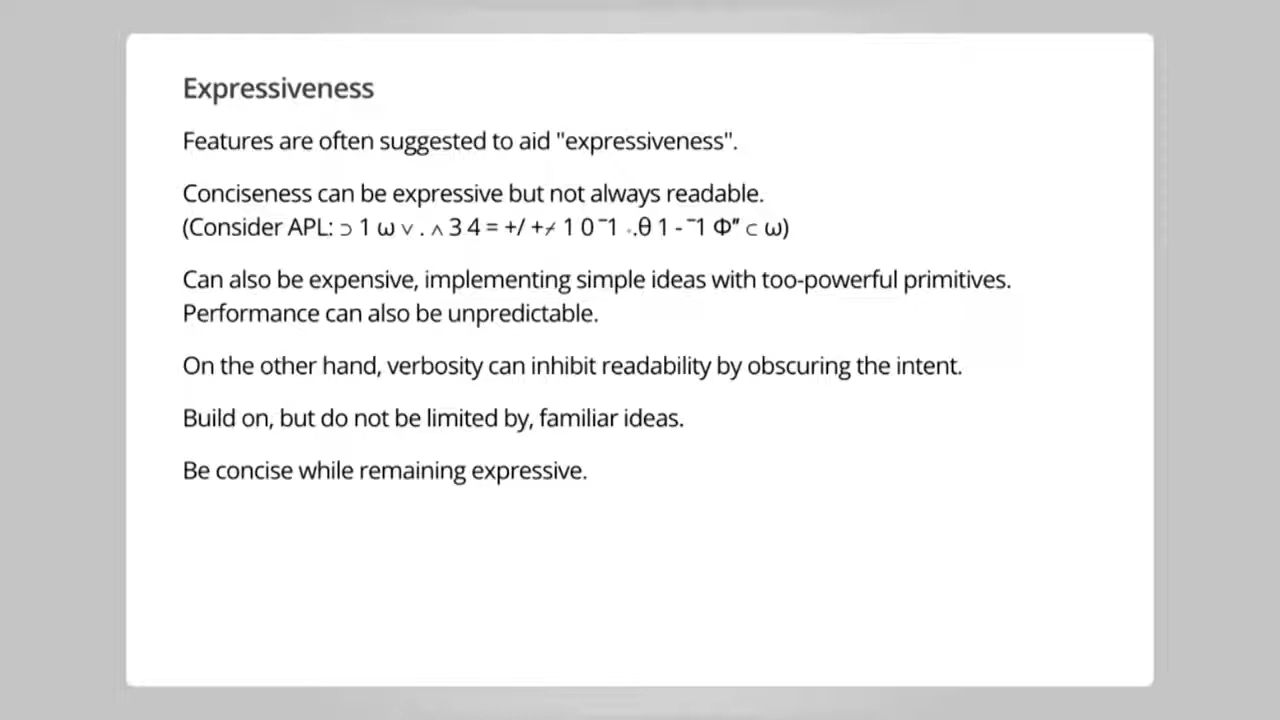 Expressiveness
Features are often suggested to aid "expressiveness".
Conciseness can be expressive but not always readable.
(Consider APL: ⊃ 1 ω ∨ . ∧ 3 4 = +/ +⌿ 1 0 ¯1 ∘.θ 1 - ¯1 Φ″ ⊂ ω)
Can also be expensive, implementing simple ideas with too-powerful primitives.
Performance can also be unpredictable.
On the other hand, verbosity can inhibit readability by obscuring the intent.
Build on, but do not be limited by, familiar ideas.
Be concise while remaining expressive.